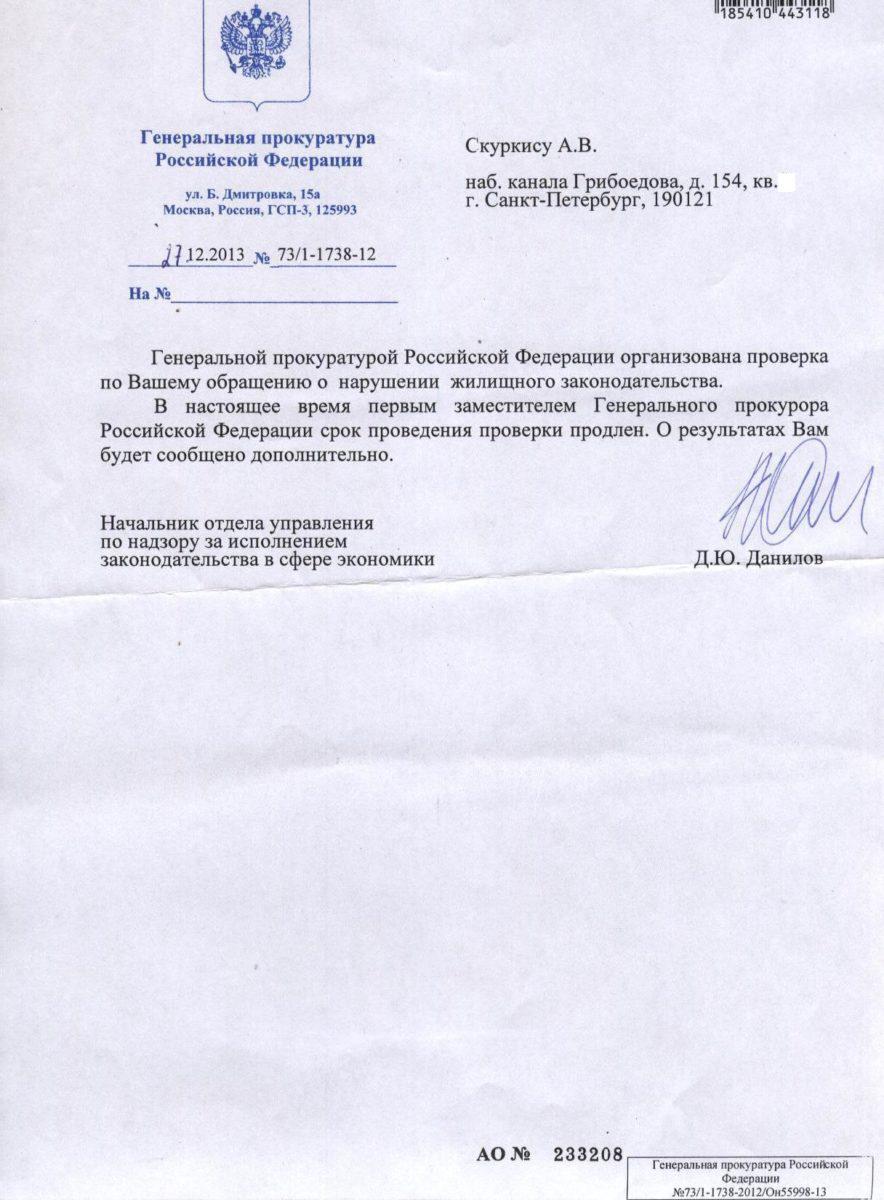 185410 443118
Генеральная прокуратура
Российской Федерации
ул. Б. Дмитровка, 15а
Москва, Россия, ГСП-3, 125993
27.12.2013 № 73/1-1738-12
На №
Скуркису А.В.
наб. канала Грибоедова, д. 154, кв.
г. Санкт-Петербург, 190121
Генеральной прокуратурой Российской Федерации организована проверка
по Вашему обращению о нарушении жилищного законодательства.
В настоящее время первым заместителем Генерального прокурора
Российской Федерации срок проведения проверки продлен. О результатах Вам
будет сообщено дополнительно.
Начальник отдела управления
по надзору за исполнением
законодательства в сфере экономики
Д.Ю. Данилов
АО № 233208
Генеральная прокуратура Российской
Федерации
№73/1-1738-2012/Он55998-13